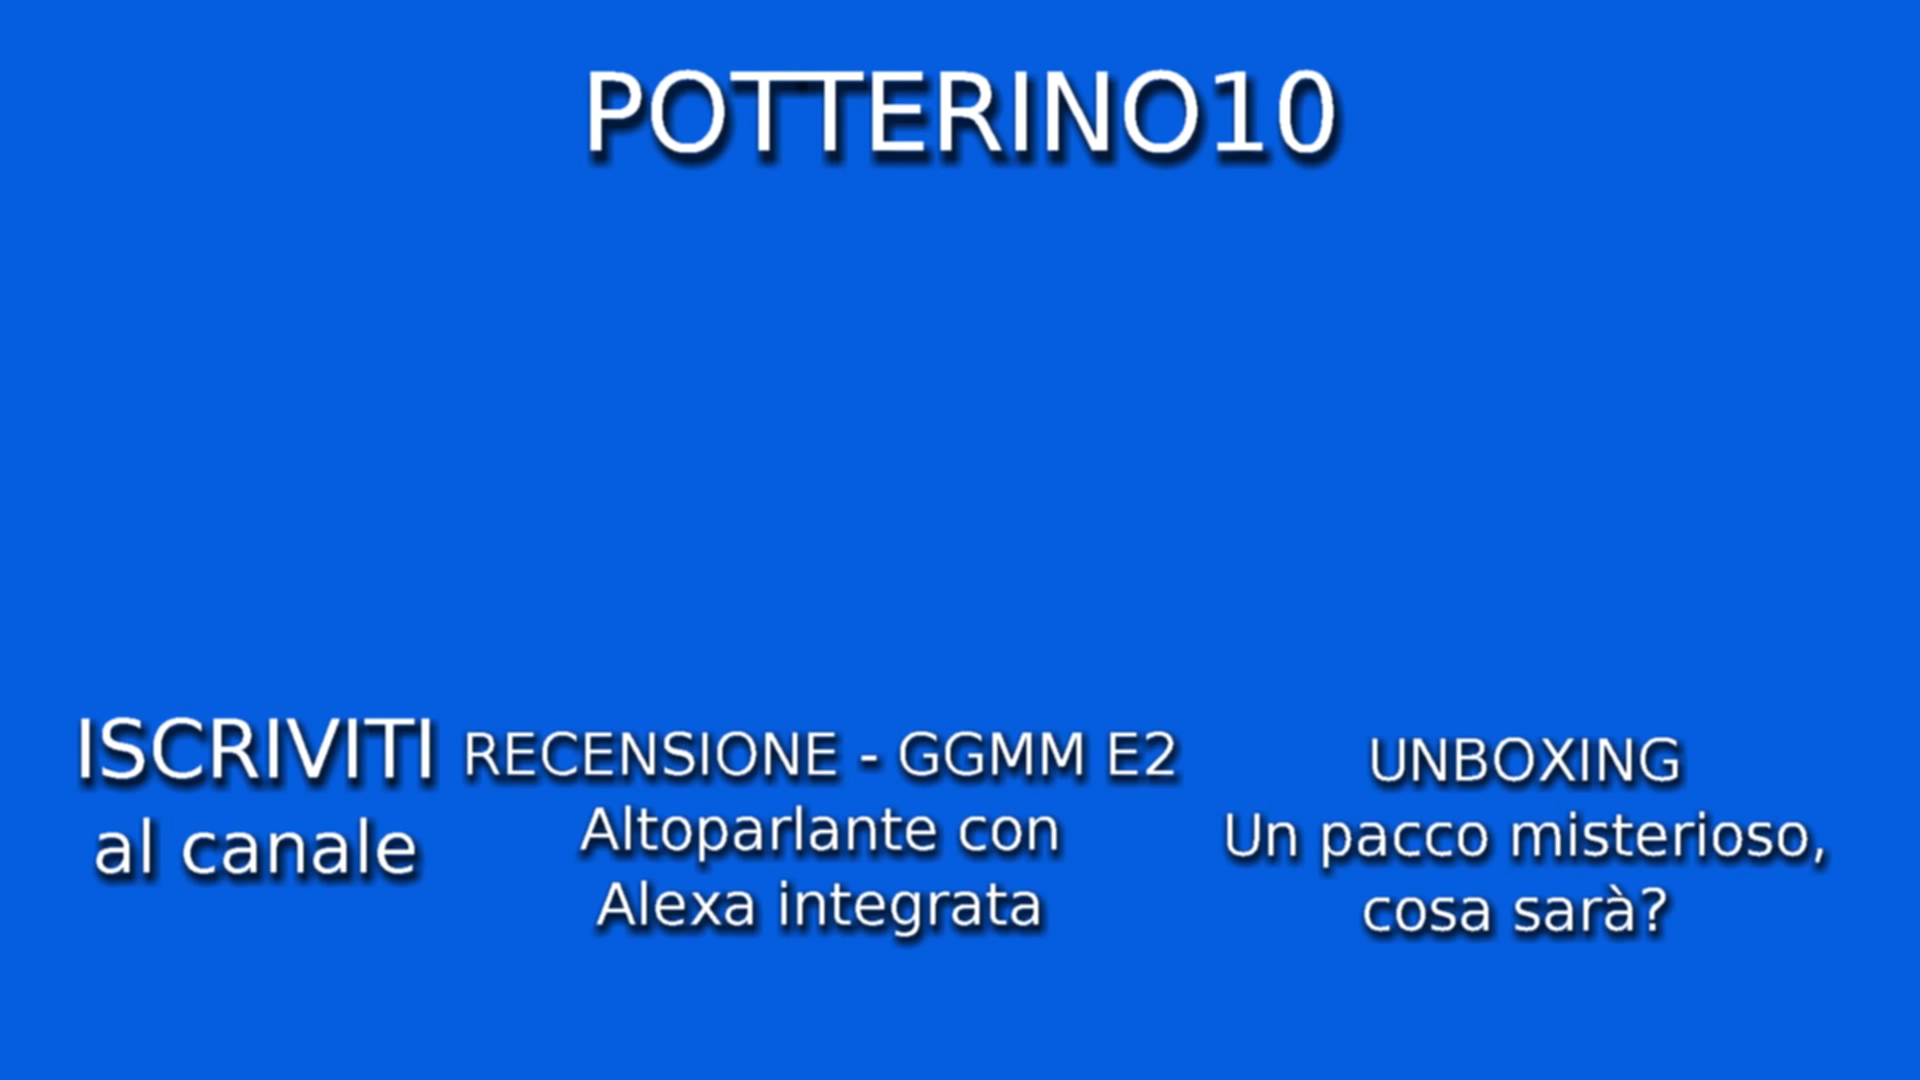 POTTERINO10
ISCRIVITI
al canale
RECENSIONE - GGMM E2
Altoparlante con
Alexa integrata
UNBOXING
Un pacco misterioso,
cosa sarà?